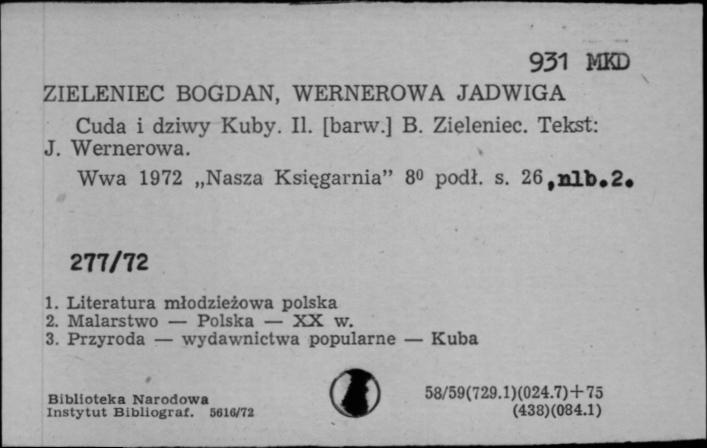 931 MKD
ZIELENIEC BOGDAN, WERNEROWA JADWIGA
Cuda i dziwy Kuby. Il. [barw.] B. Zieleniec. Tekst:
J. Wernerowa.
Wwa 1972 „Nasza Księgarnia” 8⁰ podł. s. 26,nlb.2.
277/72
1. Literatura młodzieżowa polska
2. Malarstwo — Polska — XX w.
3. Przyroda — wydawnictwa popularne — Kuba
Biblioteka Narodowa
Instytut Bibliograf. 5616/72
58/59(729.1)(024.7)+75
(438)(084.1)